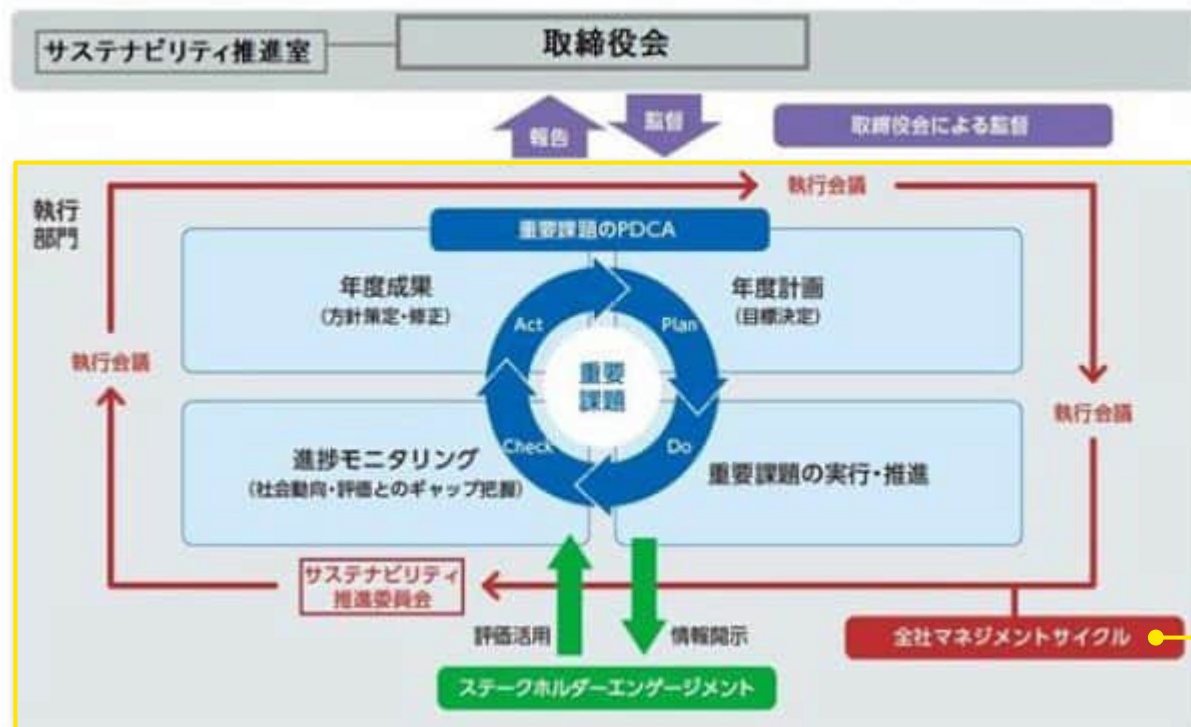 サステナビリティ推進室
取締役会
報告
監督
取締役会による監督
執行
部門
執行会議
重要課題のPDCA
年度成果
(方針策定・修正)
年度計画
(目標決定)
Act
Plan
重要
課題
執行会議
執行会議
Check
Do
進捗モニタリング
(社会動向・評価とのギャップ把握)
重要課題の実行・推進
サステナビリティ
推進委員会
評価活用
情報開示
全社マネジメントサイクル
ステークホルダーエンゲージメント